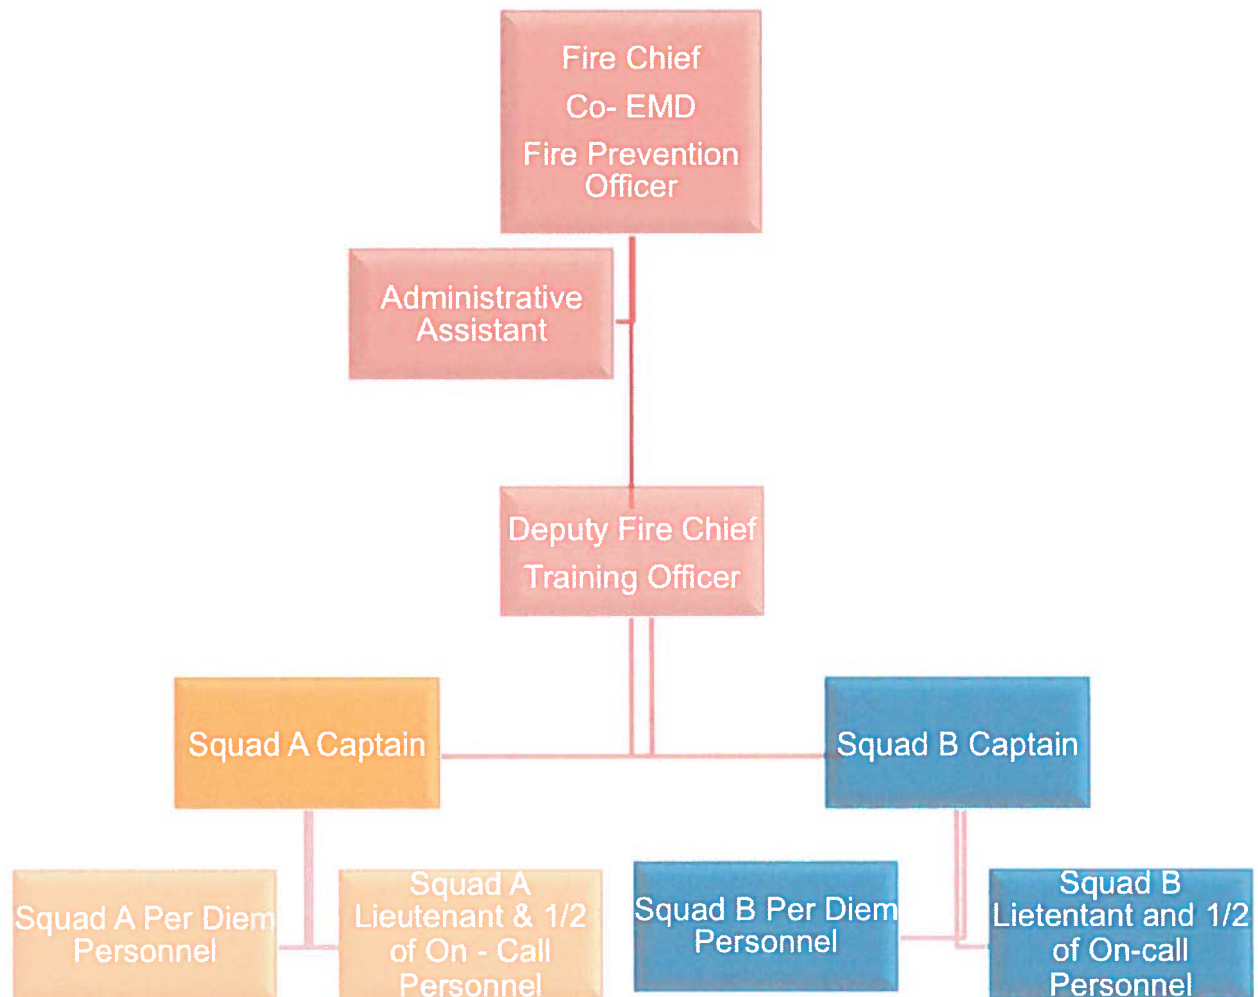 Fire Chief
Co- EMD
Fire Prevention
Officer
Administrative
Assistant
Deputy Fire Chief
Training Officer
Squad A Captain
Squad B Captain
Squad A Per Diem
Personnel
Squad A
Lieutenant & 1/2
of On - Call
Personnel
Squad B Per Diem
Personnel
Squad B
Lietentant and 1/2
of On-call
Personnel